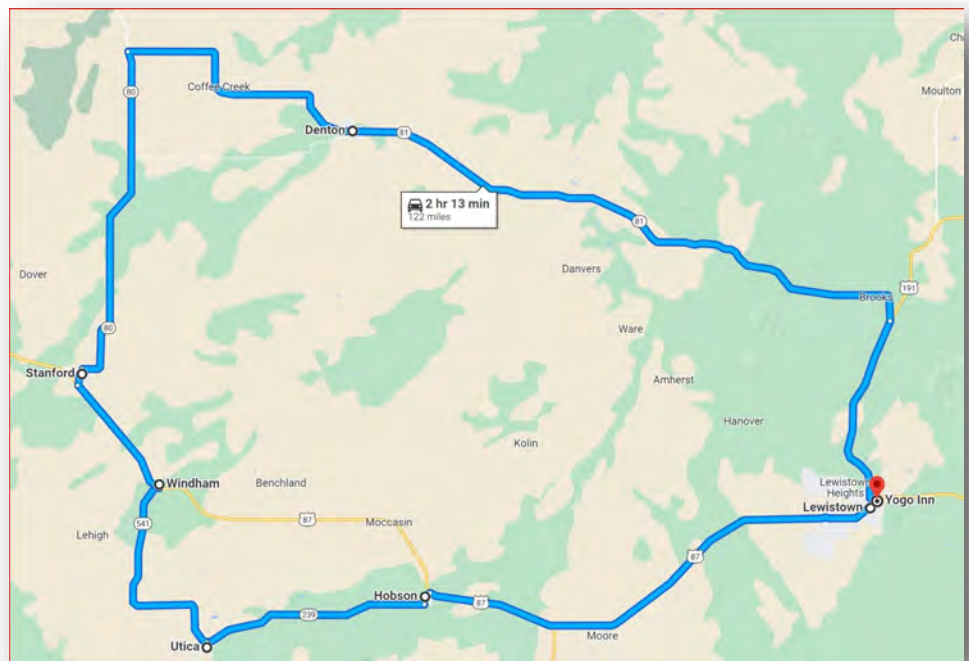 Ch
80
Coffee Creek
Moulton
Denton
81
2 hr 13 min
122 miles
81
Danvers
Dover
191
Brooks
80
Ware
Stanford
Amherst
Hanover
Kolin
Windham
Benchland
Lewistown
Heights
Yogo Inn
Lewistown
87
Moccasin
541
Lehigh
87
Hobson
87
239
Moore
Utica